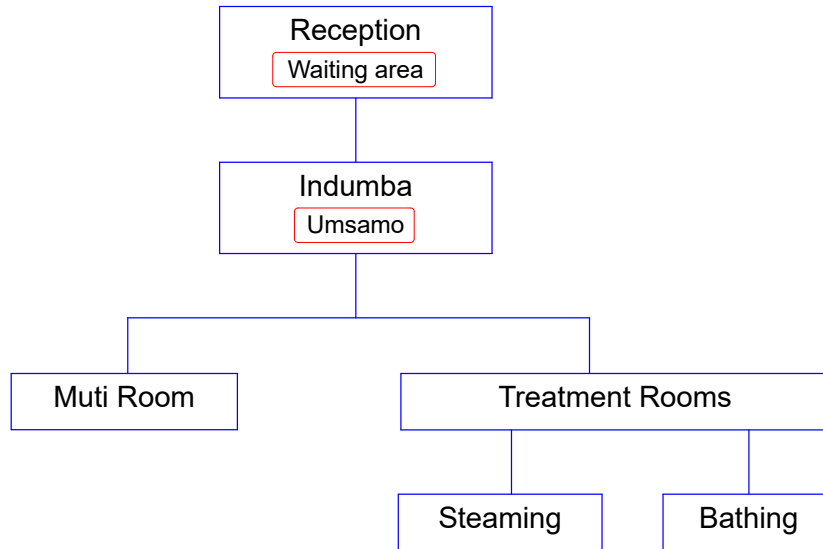 Reception
Waiting area
Indumba
Umsamo
Muti Room
Treatment Rooms
Steaming
Bathing